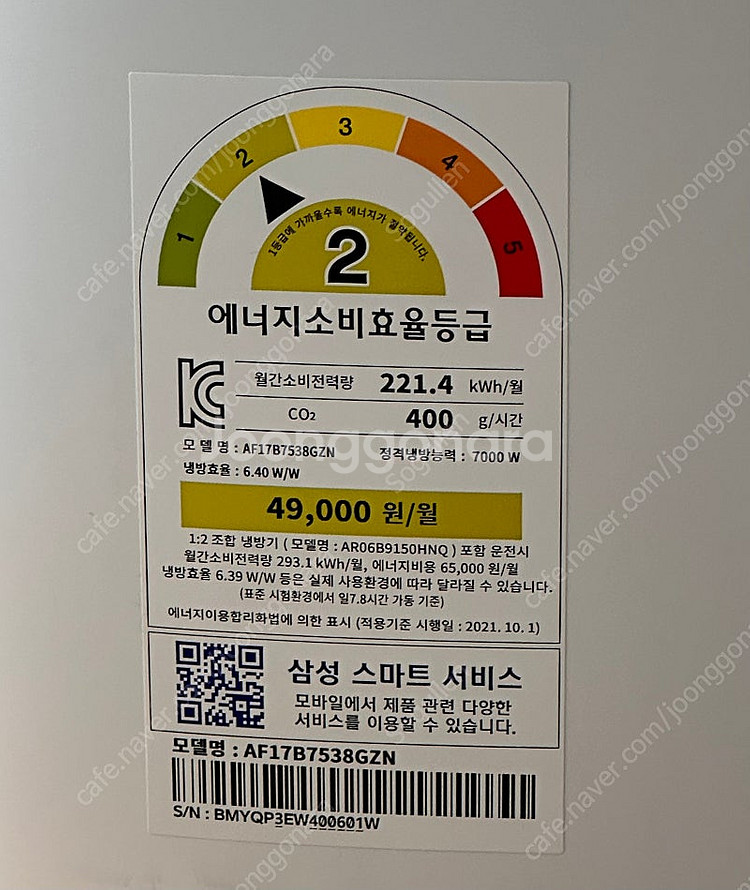 1
2
3
4
5
1등급에 가까울수록 에너지가 절약됩니다.
2
에너지소비효율등급
월간소비전력량 221.4 kWh/월
CO₂ 400 g/시간
모 델 명 : AF17B7538GZN 정격냉방능력 : 7000 W
냉방효율 : 6.40 W/W
49,000 원/월
1:2 조합 냉방기 ( 모델명 : AR06B9150HNQ ) 포함 운전시
월간소비전력량 293.1 kWh/월, 에너지비용 65,000 원/월
냉방효율 6.39 W/W 등은 실제 사용환경에 따라 달라질 수 있습니다.
(표준 시험환경에서 일7.8시간 가동 기준)
에너지이용합리화법에 의한 표시 (적용기준 시행일 : 2021. 10. 1)
삼성 스마트 서비스
모바일에서 제품 관련 다양한
서비스를 이용할 수 있습니다.
모델명 : AF17B7538GZN
S/N : BMYQP3EW400601W
Joonggonara
cafe.naver.com/joonggonara